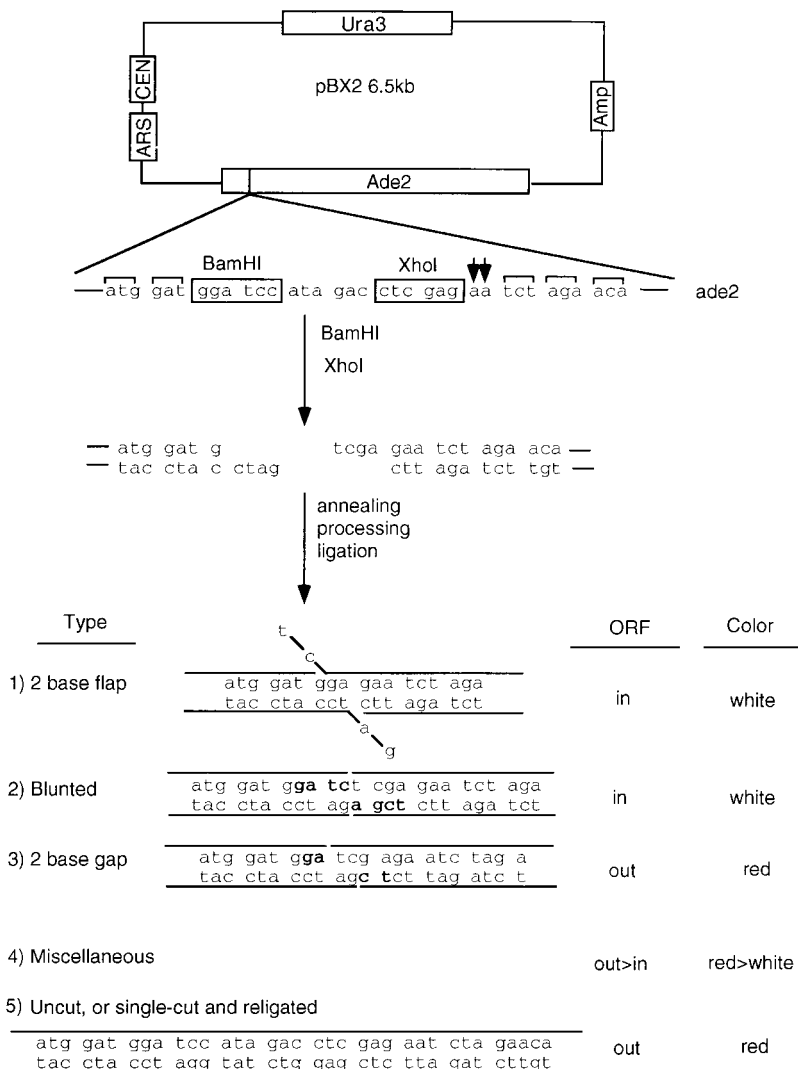 Ura3
CEN
pBX2 6.5kb
Amp
ARS
Ade2
BamHI XhoI
atg gat gga tcc ata gac ctc gag aa tct aga aca ade2
BamHI
XhoI
atg gat g tcga gaa tct aga aca
tac cta c ctag ctt aga tct tgt
annealing
processing
ligation
Type ORF Color
t
c
1) 2 base flap
atg gat gga gaa tct aga
tac cta cct ctt aga tct
in white
a
g
2) Blunted
atg gat gga tct cga gaa tct aga
tac cta cct aga gct ctt aga tct
in white
3) 2 base gap
atg gat gga tcg aga atc tag a
tac cta cct agc tct tag atc t
out red
4) Miscellaneous out>in red>white
5) Uncut, or single-cut and religated
atg gat gga tcc ata gac ctc gag aat cta gaaca
tac cta cct agg tat ctg gag ctc tta gat cttgt
out red